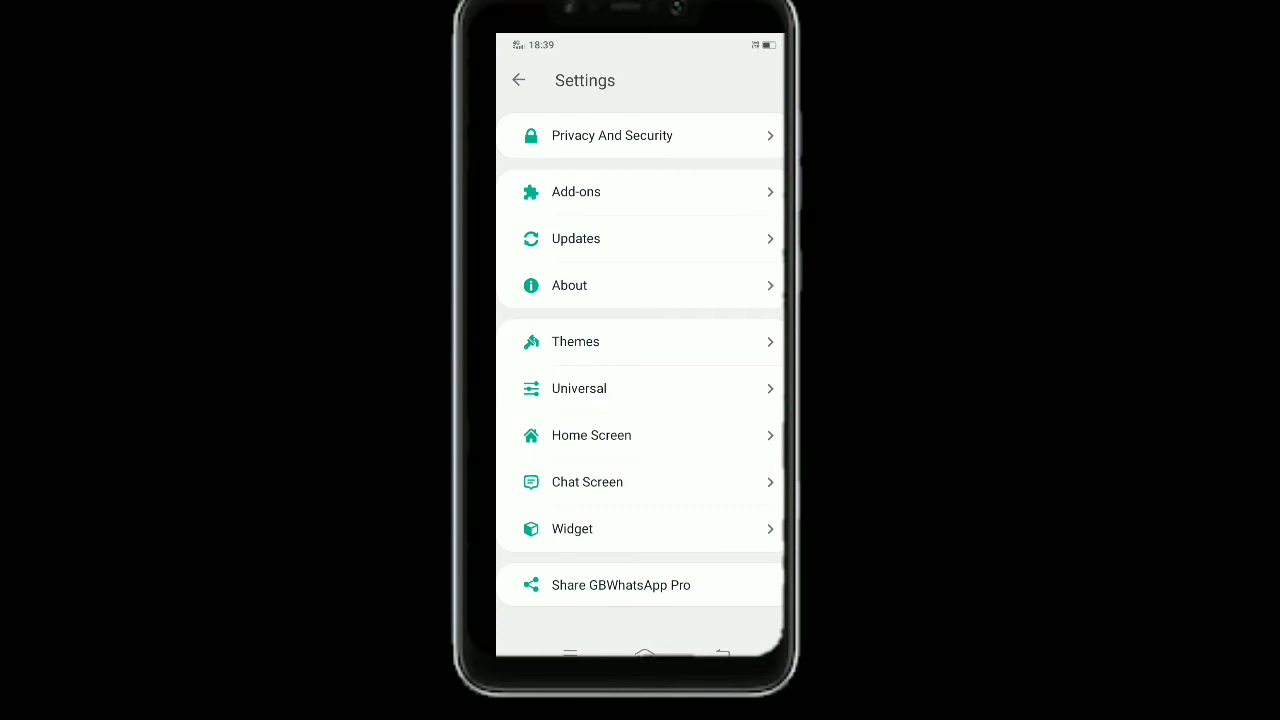 18:39
Settings
Privacy And Security
Add-ons
Updates
About
Themes
Universal
Home Screen
Chat Screen
Widget
Share GBWhatsApp Pro